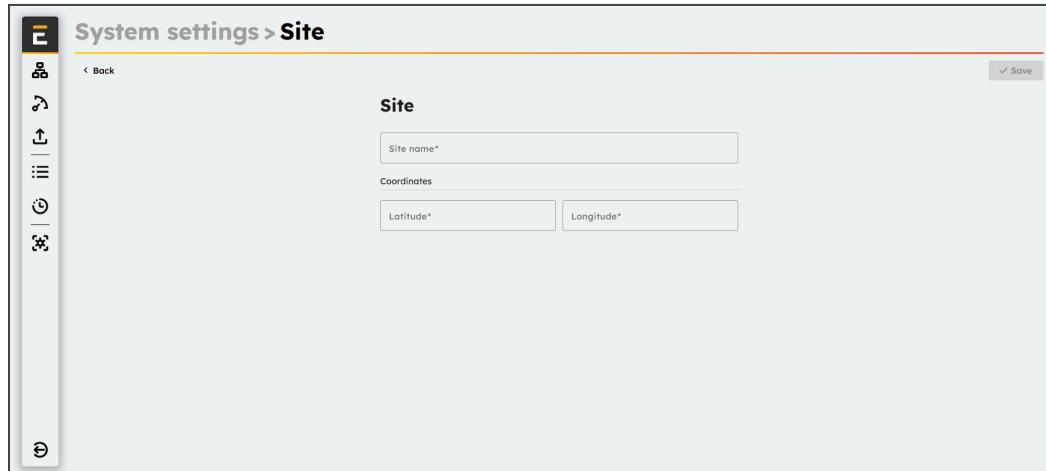 System settings > Site
< Back
✓ Save
Site
Site name*
Coordinates
Latitude*
Longitude*